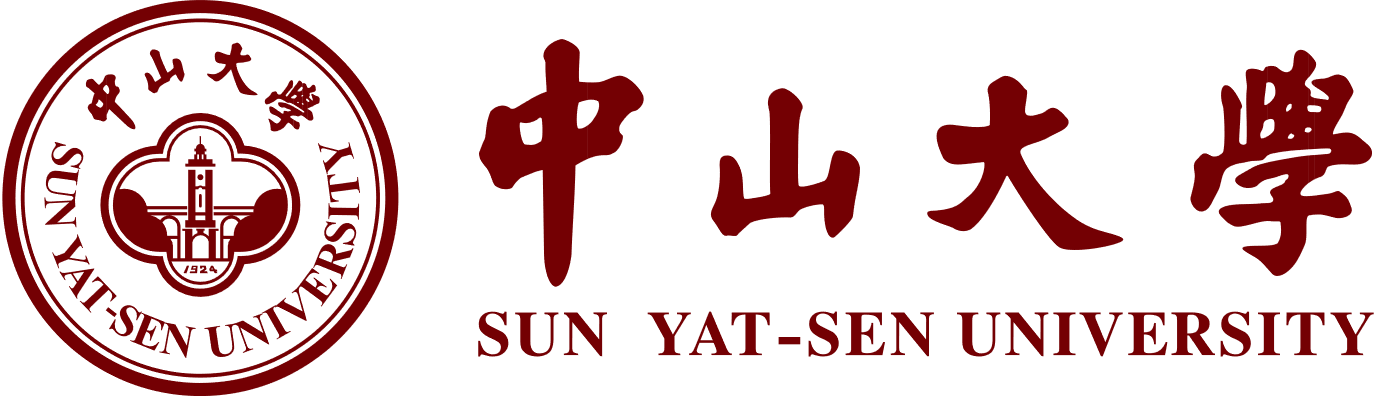 中山大學
SUN YAT-SEN UNIVERSITY
1924
中山大學
SUN YAT-SEN UNIVERSITY